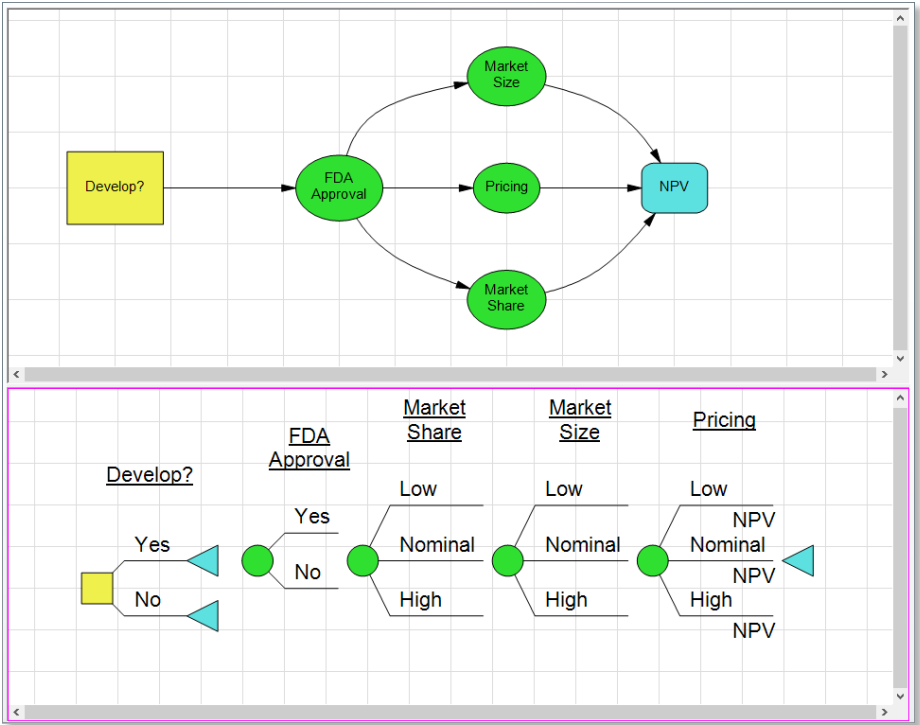 Market
Size
Develop?
FDA
Approval
Pricing
NPV
Market
Share
Develop?
FDA
Approval
Market
Share
Market
Size
Pricing
Yes
No
Yes
No
Low
Nominal
High
Low
Nominal
High
Low
NPV
Nominal
NPV
High
NPV